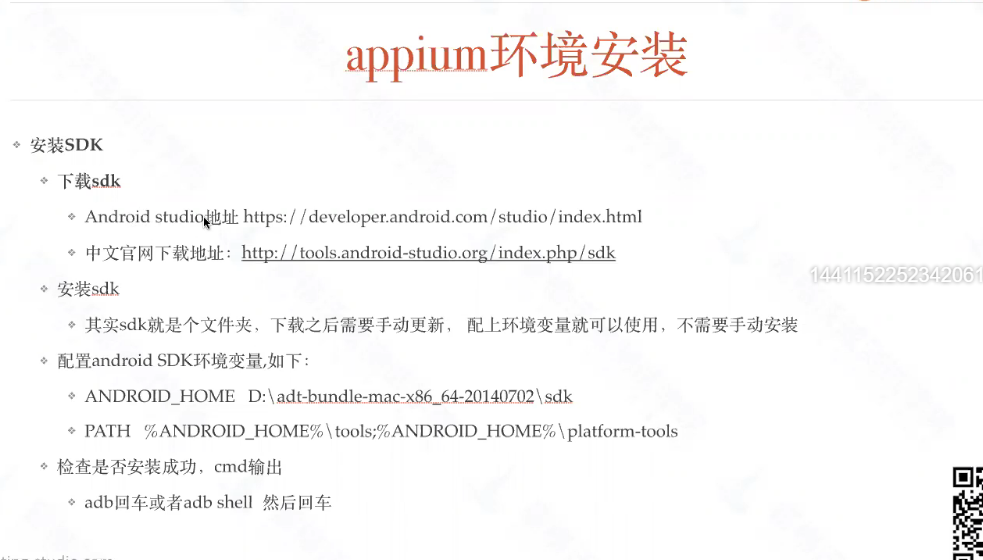 appium环境安装
安装SDK
下载sdk
Android studio地址 https://developer.android.com/studio/index.html
中文官网下载地址：http://tools.android-studio.org/index.php/sdk
1441152252342061
安装sdk
其实sdk就是个文件夹、下载之后需要手动更新， 配上环境变量就可以使用，不需要手动安装
配置android SDK环境变量,如下：
ANDROID_HOME D:\adt-bundle-mac-x86_64-20140702\sdk
PATH %ANDROID_HOME%\tools;%ANDROID_HOME%\platform-tools
检查是否安装成功，cmd输出
adb回车或者adb shell 然后回车